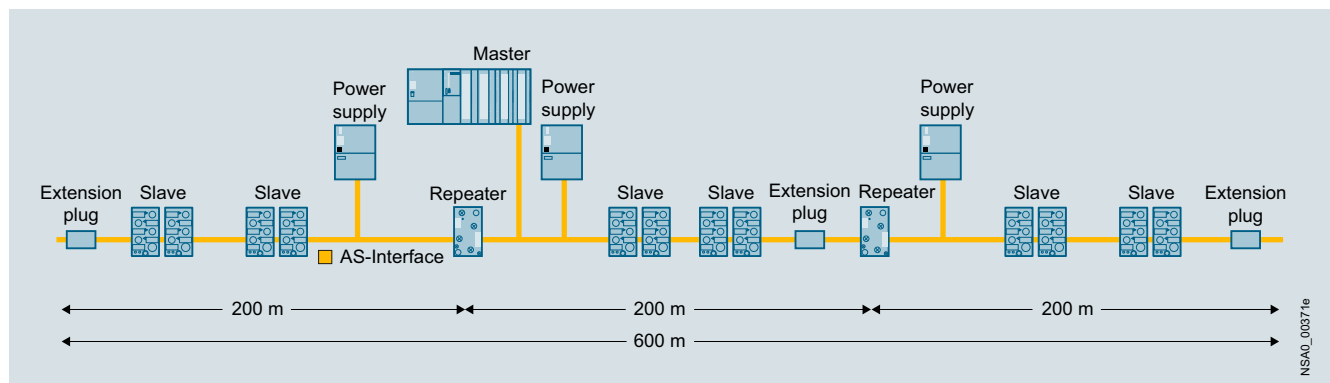 Master
Power
supply
Power
supply
Power
supply
Extension
plug
Slave
Slave
Repeater
Slave
Slave
Extension
plug
Repeater
Slave
Slave
Extension
plug
AS-Interface
200 m
200 m
200 m
600 m
NSA0_00371e